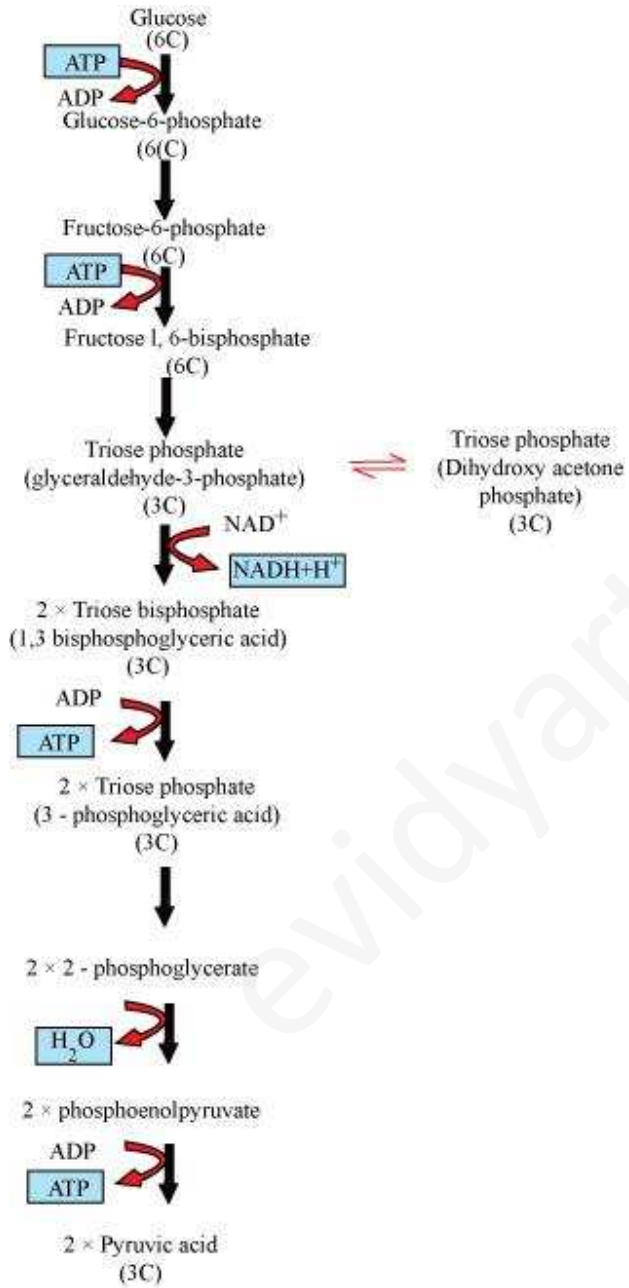 Glucose
(6C)
ATP
ADP
Glucose-6-phosphate
(6(C)
Fructose-6-phosphate
(6C)
ATP
ADP
Fructose l, 6-bisphosphate
(6C)
Triose phosphate
(glyceraldehyde-3-phosphate)
(3C)
Triose phosphate
(Dihydroxy acetone
phosphate)
(3C)
NAD+
NADH+H+
2 × Triose bisphosphate
(1,3 bisphosphoglyceric acid)
(3C)
ADP
ATP
2 × Triose phosphate
(3 - phosphoglyceric acid)
(3C)
2 × 2 - phosphoglycerate
H2O
2 × phosphoenolpyruvate
ADP
ATP
2 × Pyruvic acid
(3C)
evidyart